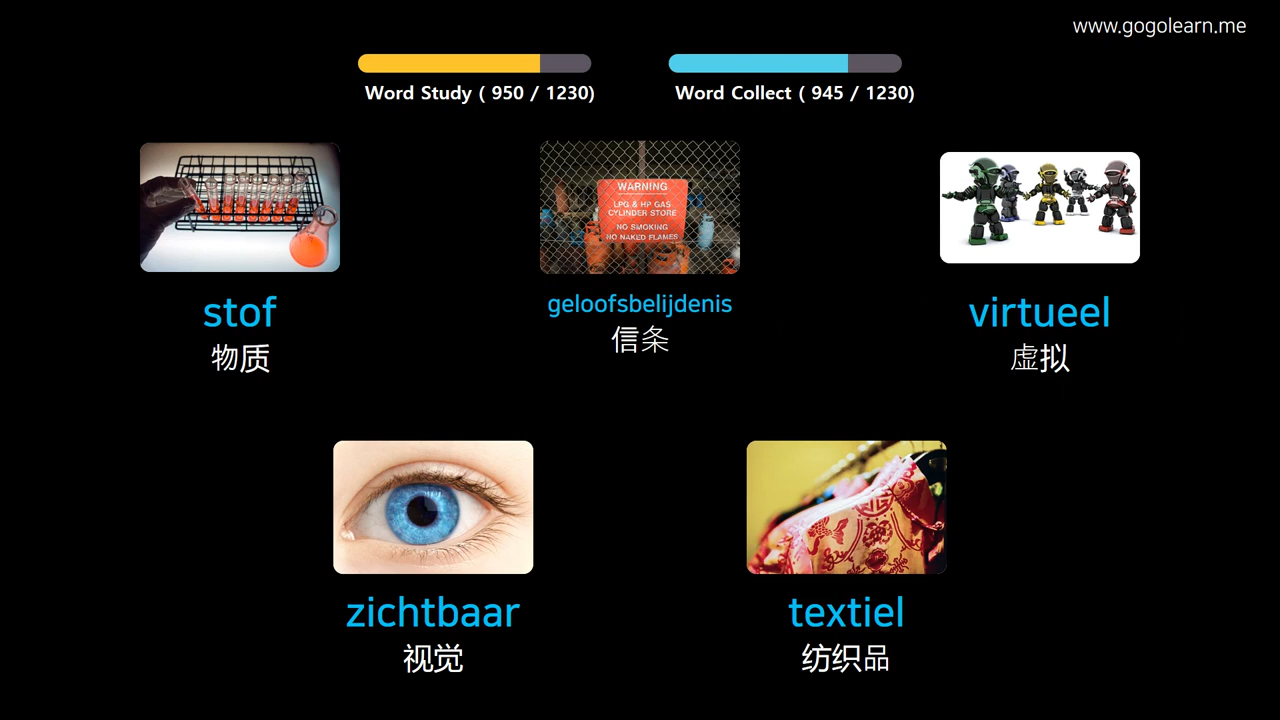 www.gogolearn.me
Word Study ( 950 / 1230)
Word Collect ( 945 / 1230)
WARNING
LPG & HP GAS
CYLINDER STORE
NO SMOKING
NO NAKED FLAMES
stof
物质
geloofsbelijdenis
信条
virtueel
虚拟
zichtbaar
视觉
textiel
纺织品